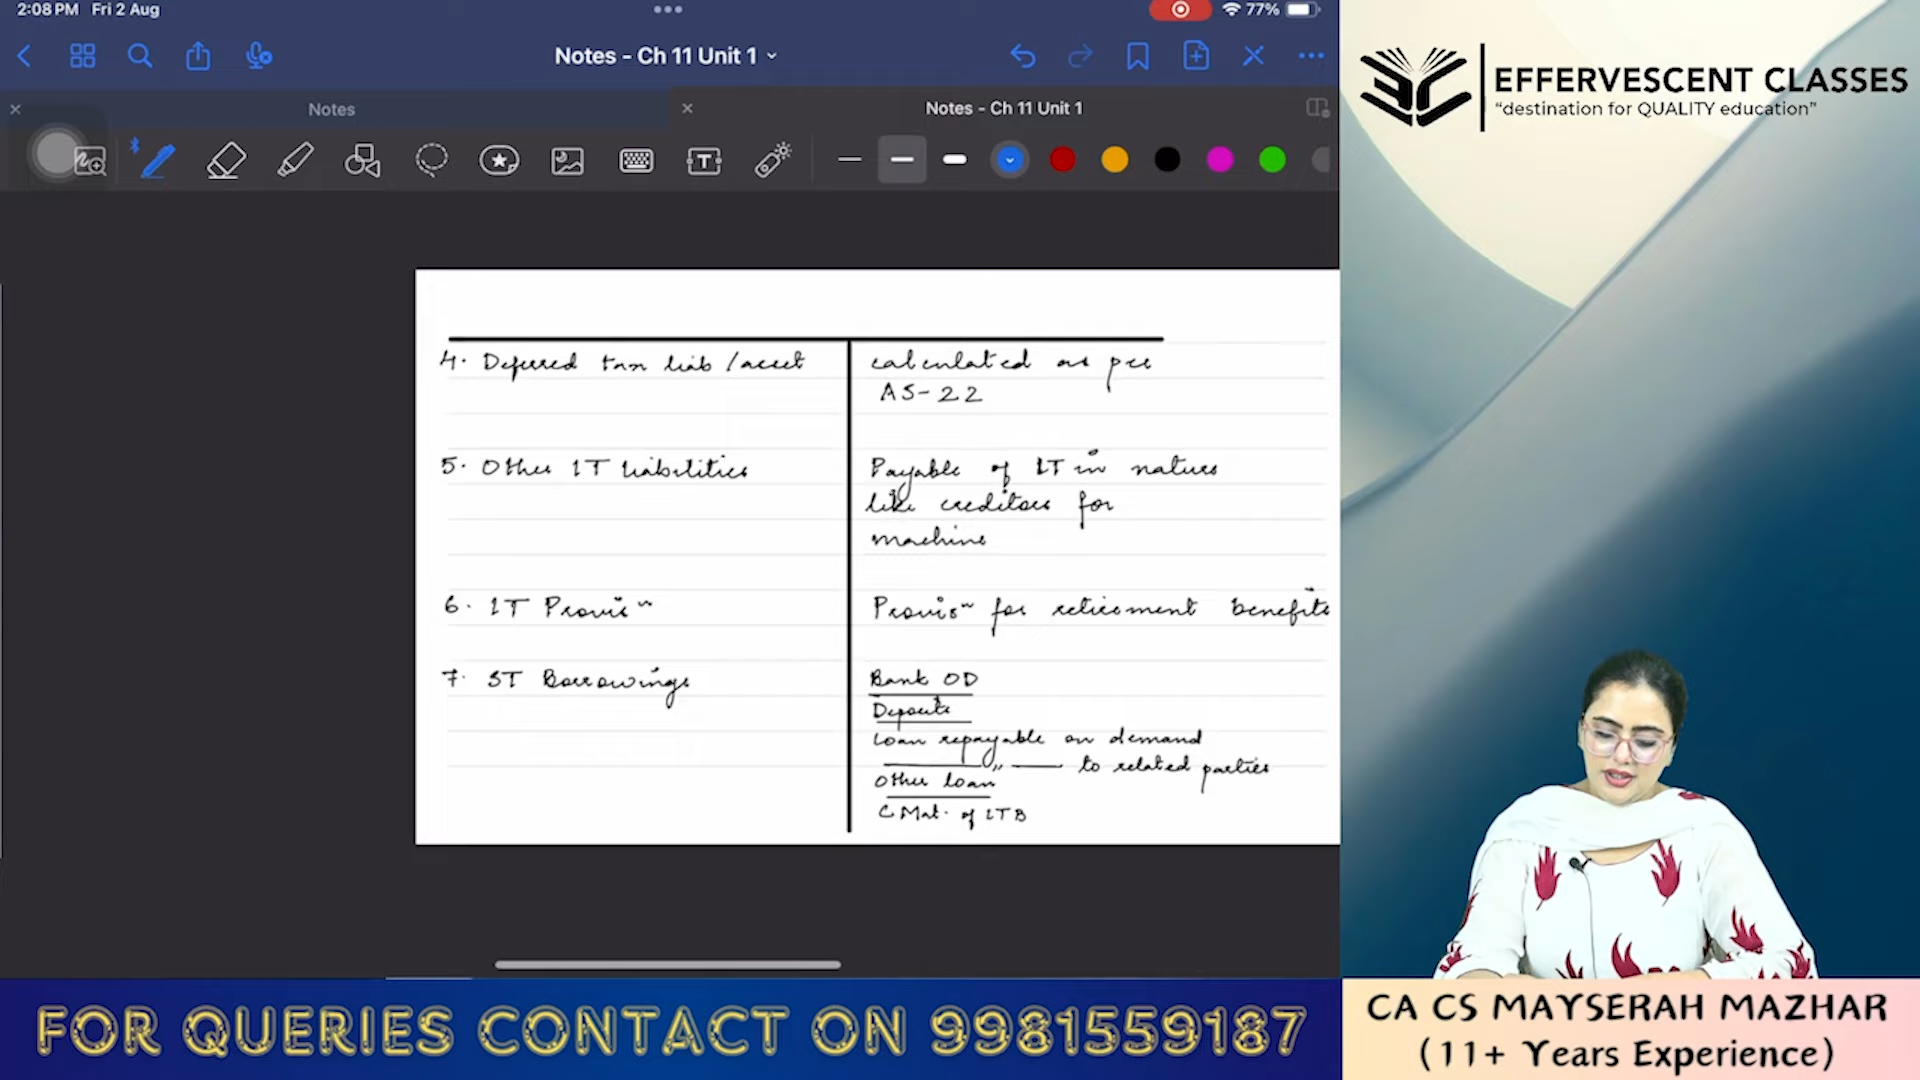 2:08 PM Fri 2 Aug
77%
Notes - Ch 11 Unit 1
Notes
Notes - Ch 11 Unit 1
T
4. Deferred tax liab /asset
calculated as per
AS-22
5. Other LT liabilities
Payable of LT in nature
like creditors for
machine
6. LT Provisⁿ
Provisⁿ for retirement benefits
7. ST Borrowings
Bank OD
Deposits
Loan repayable on demand
—— " —— to related parties
Other loan
C Mat. of LTB
EFFERVESCENT CLASSES
"destination for QUALITY education"
FOR QUERIES CONTACT ON 9981559187
CA CS MAYSERAH MAZHAR
(11+ Years Experience)